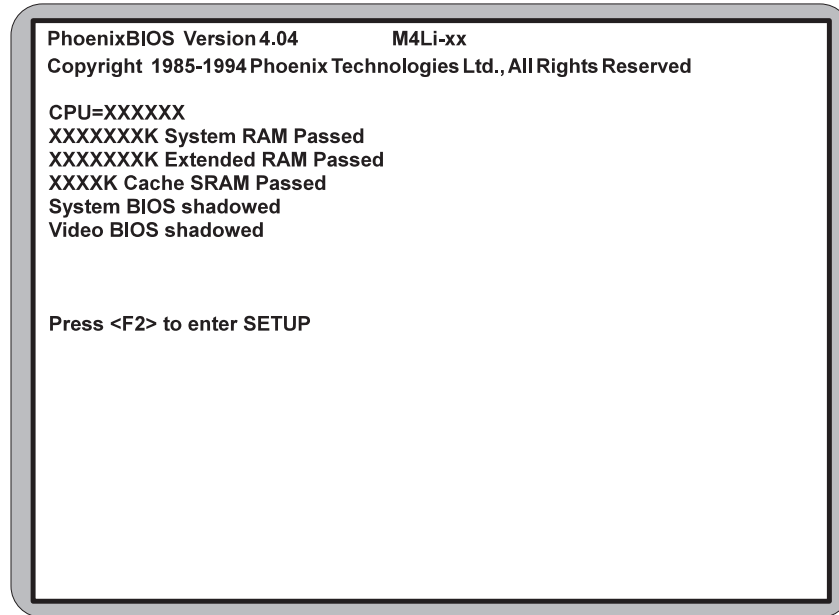 PhoenixBIOS Version 4.04 M4Li-xx
Copyright 1985-1994 Phoenix Technologies Ltd., All Rights Reserved
CPU=XXXXXX
XXXXXXXK System RAM Passed
XXXXXXXK Extended RAM Passed
XXXXK Cache SRAM Passed
System BIOS shadowed
Video BIOS shadowed
Press <F2> to enter SETUP